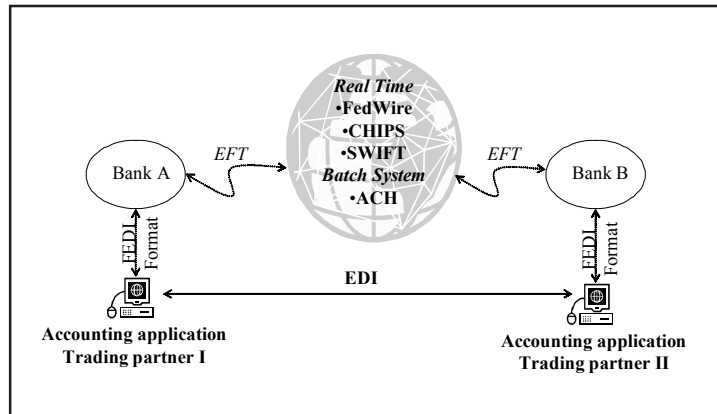 Real Time
•FedWire
•CHIPS
•SWIFT
Batch System
•ACH
Bank A
EFT
EFT
Bank B
FEDI
Format
FEDI
Format
EDI
Accounting application
Trading partner I
Accounting application
Trading partner II